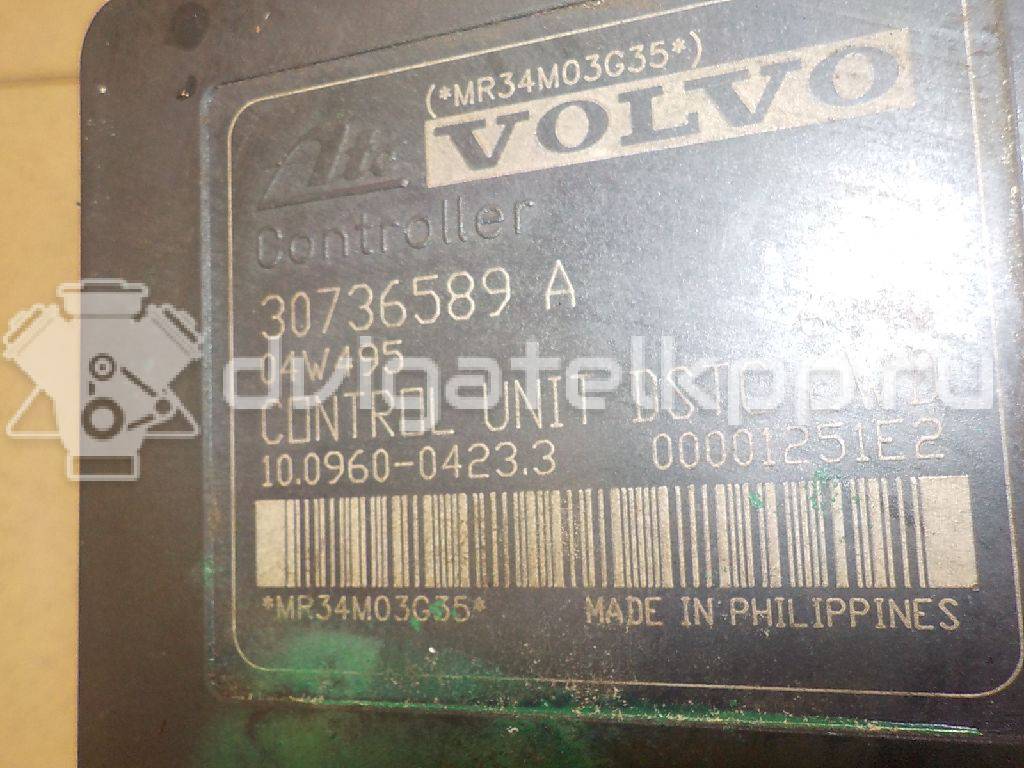 (*MR34M03G35*)
Ate VOLVO
Controller
30736589 A
04W495
CONTROL UNIT DSTC
10.0960-0423.3 00001251E2
*MR34M03G35* MADE IN PHILIPPINES
dvigatelkpp.ru